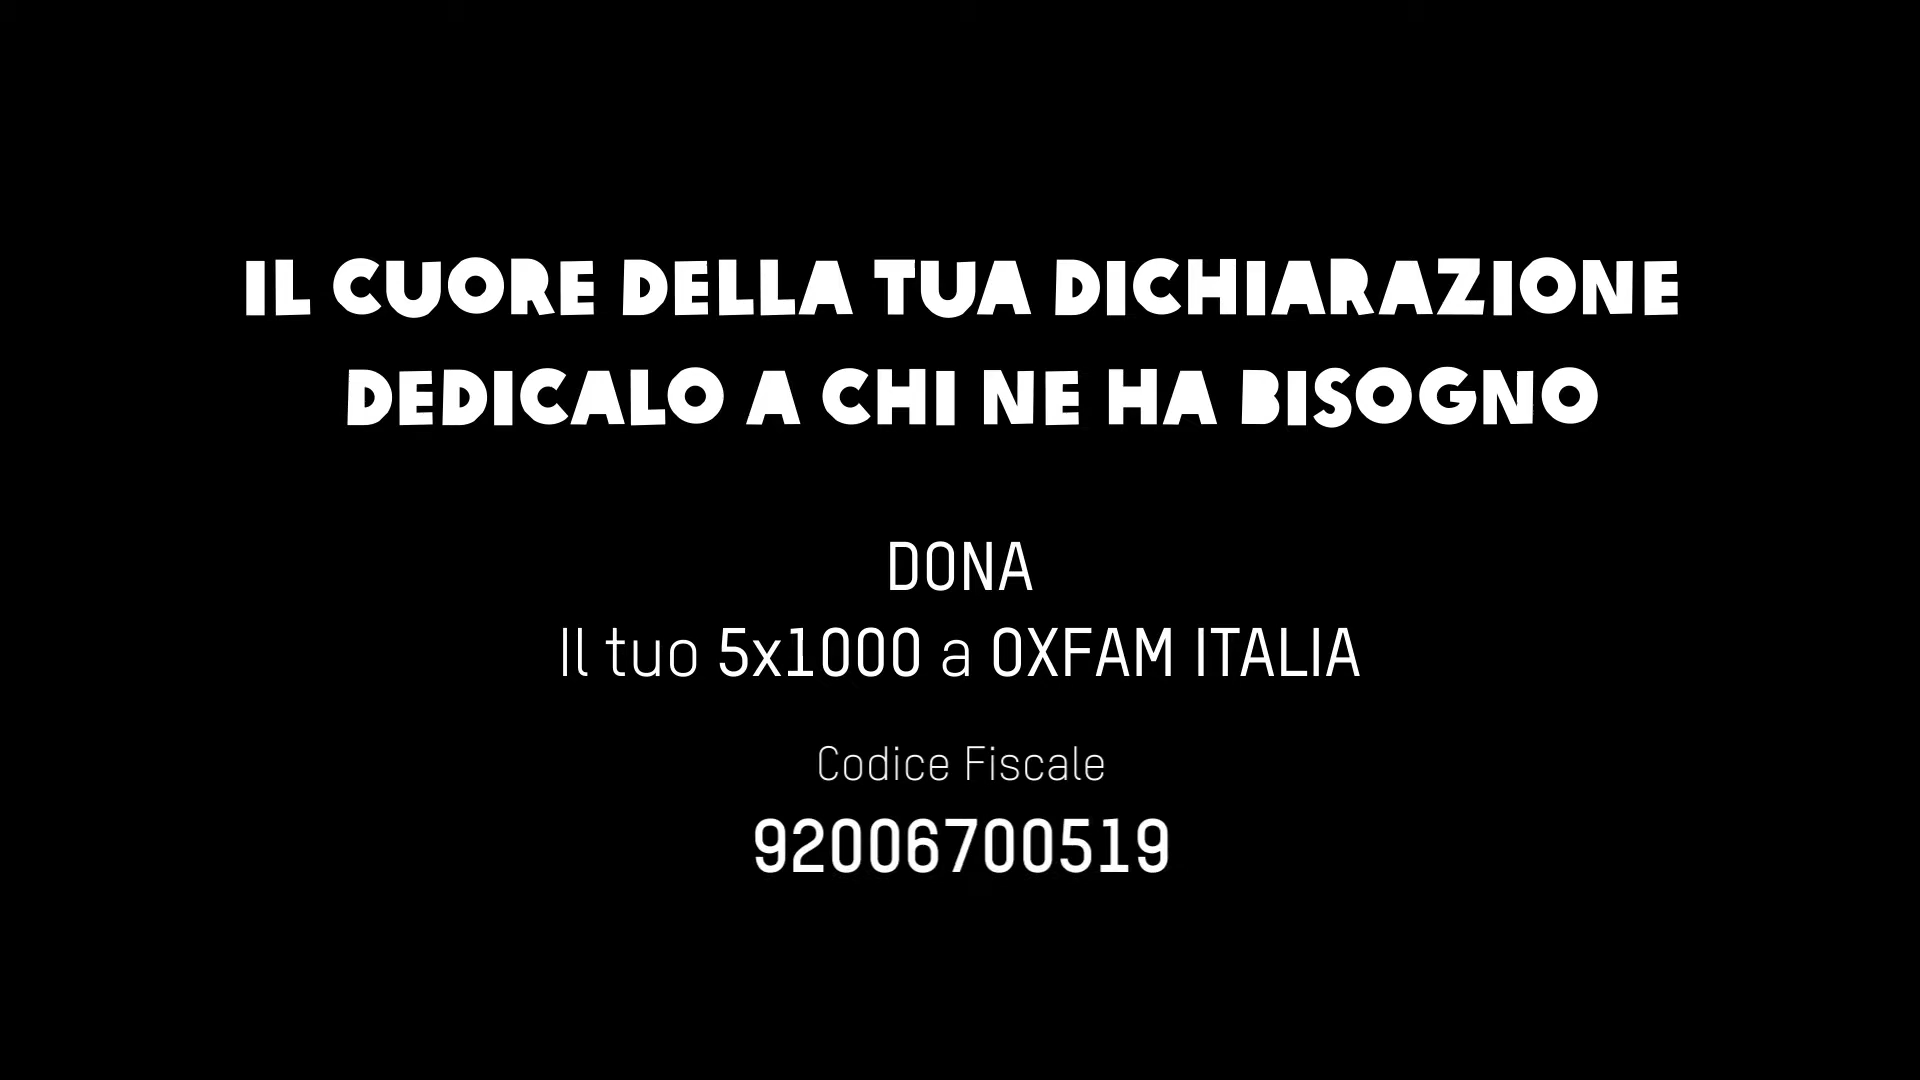 IL CUORE DELLA TUA DICHIARAZIONE
DEDICALO A CHI NE HA BISOGNO
DONA
Il tuo 5x1000 a OXFAM ITALIA
Codice Fiscale
92006700519